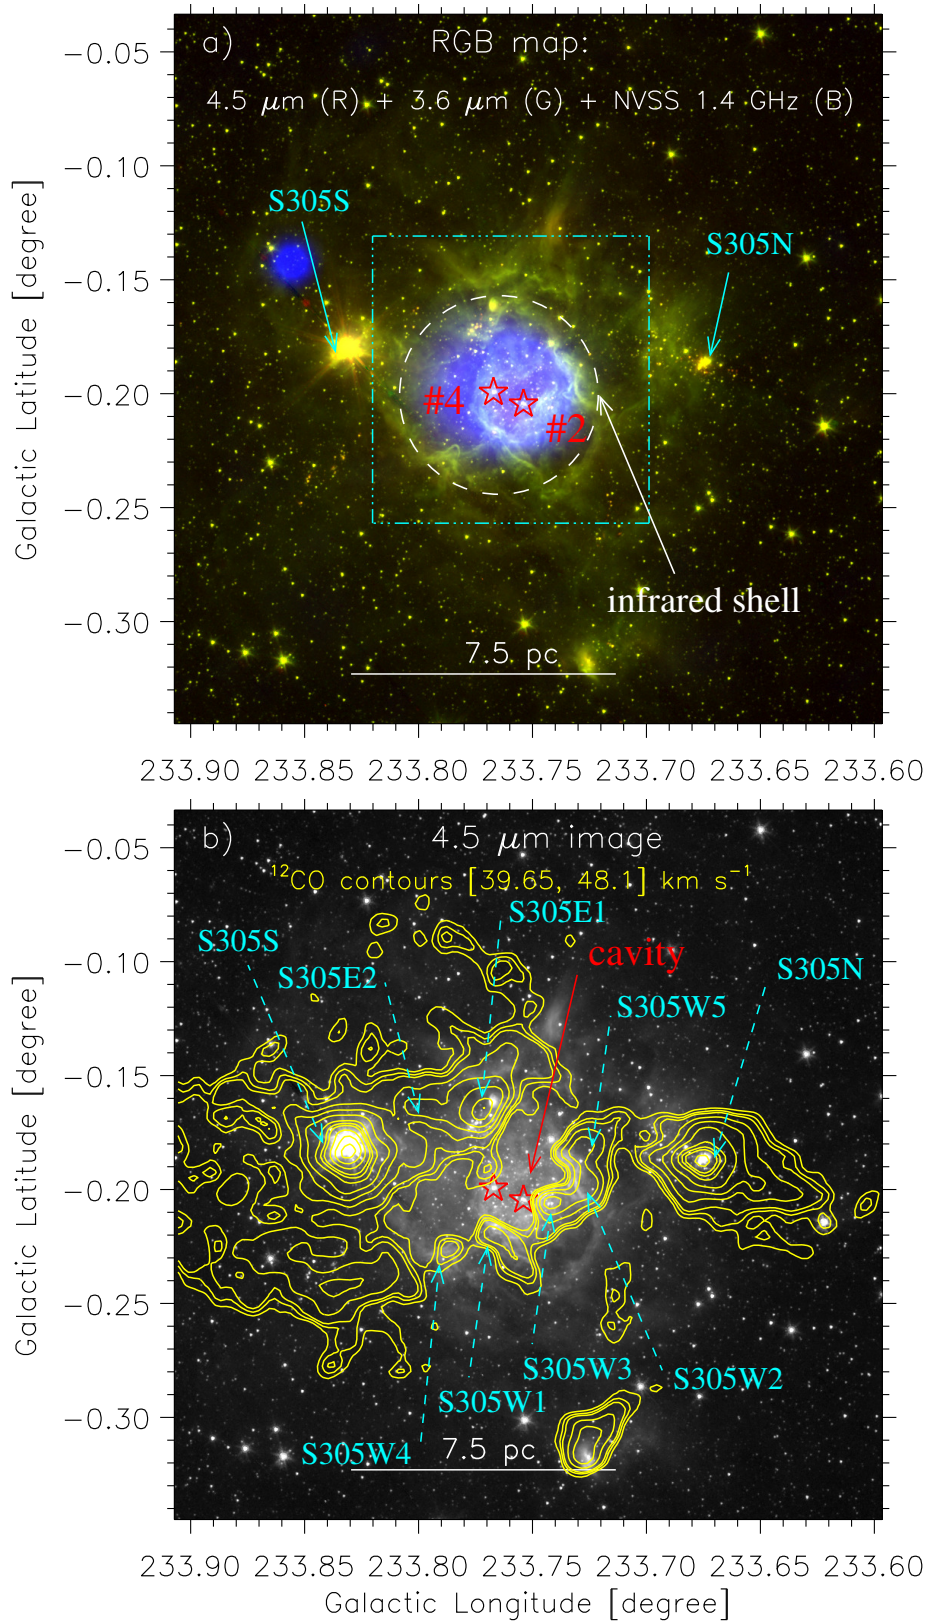 a)
RGB map:
4.5 μm (R) + 3.6 μm (G) + NVSS 1.4 GHz (B)
S305S
S305N
#4
#2
infrared shell
7.5 pc
Galactic Latitude [degree]
−0.05
−0.10
−0.15
−0.20
−0.25
−0.30
233.90 233.85 233.80 233.75 233.70 233.65 233.60
b)
4.5 μm image
¹²CO contours [39.65, 48.1] km s⁻¹
S305E1
S305S
cavity
S305E2
S305N
S305W5
S305W3
S305W2
S305W1
S305W4
7.5 pc
Galactic Latitude [degree]
−0.05
−0.10
−0.15
−0.20
−0.25
−0.30
233.90 233.85 233.80 233.75 233.70 233.65 233.60
Galactic Longitude [degree]